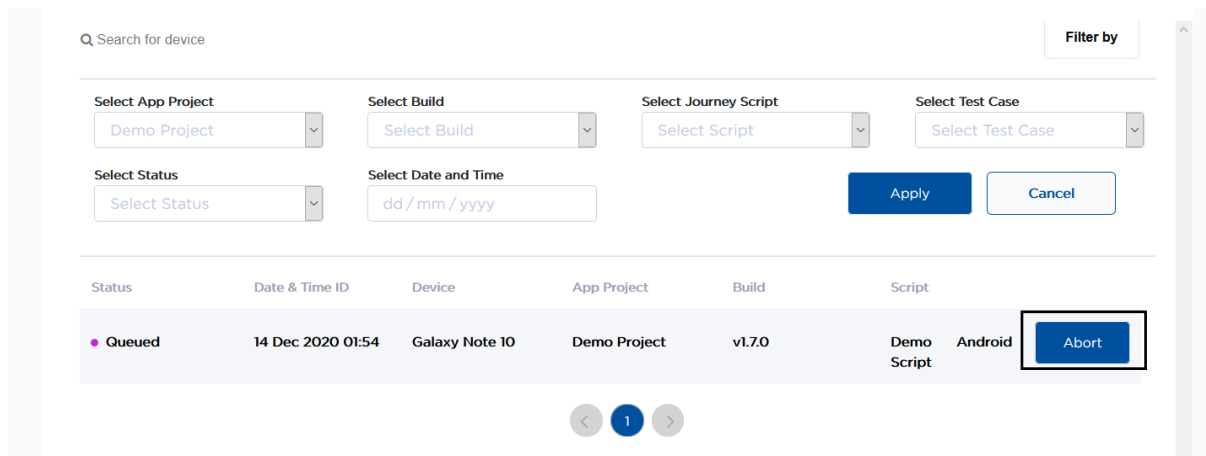 Search for device
Filter by
Select App Project
Select Build
Select Journey Script
Select Test Case
Demo Project
Select Build
Select Script
Select Test Case
Select Status
Select Date and Time
Select Status
dd / mm / yyyy
Apply
Cancel
Status
Date & Time ID
Device
App Project
Build
Script
Queued
14 Dec 2020 01:54
Galaxy Note 10
Demo Project
v1.7.0
Demo Android
Script
Abort
1